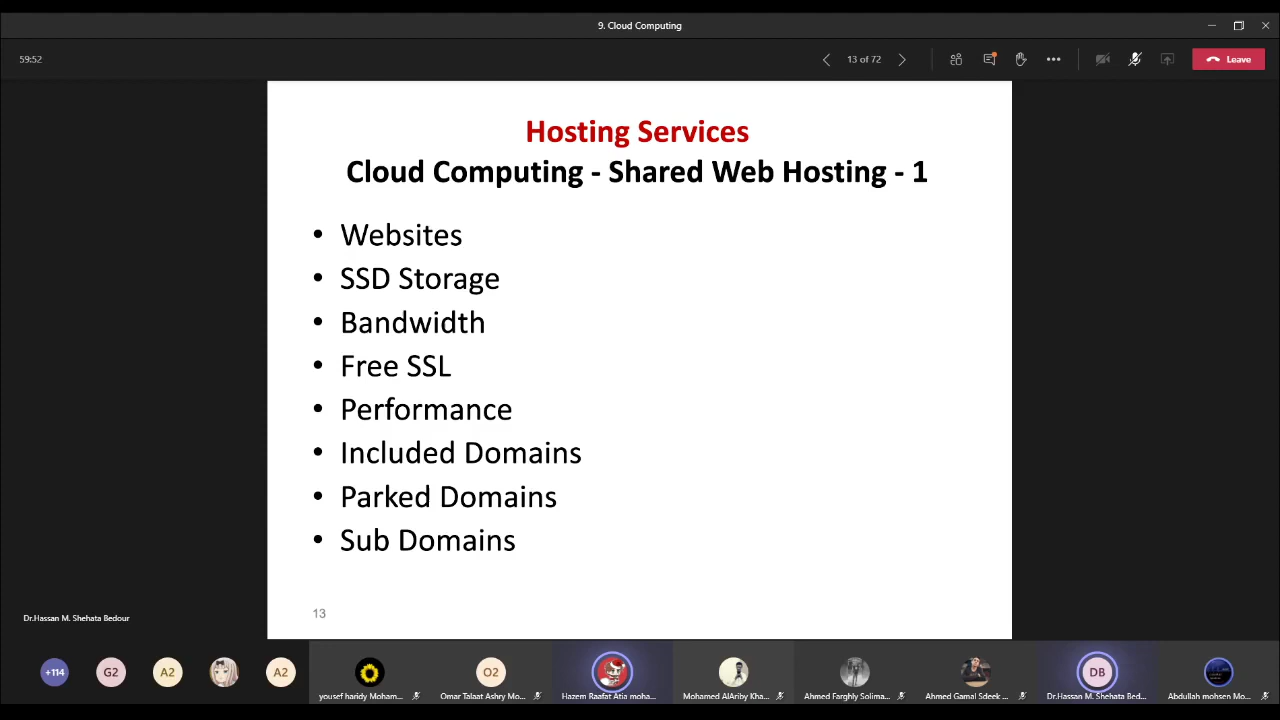 9. Cloud Computing
59:52
13 of 72
Leave
Hosting Services
Cloud Computing - Shared Web Hosting - 1
• Websites
• SSD Storage
• Bandwidth
• Free SSL
• Performance
• Included Domains
• Parked Domains
• Sub Domains
13
Dr.Hassan M. Shehata Bedour
+114
G2
A2
A2
O2
DB
yousef haridy Moham...
Omar Talaat Ashry Mo...
Hazem Raafat Atia moha...
Mohamed AlAriby Kha...
Ahmed Farghly Solima...
Ahmed Gamal Sdeek ...
Dr.Hassan M. Shehata Bed...
Abdullah mohsen Mo...